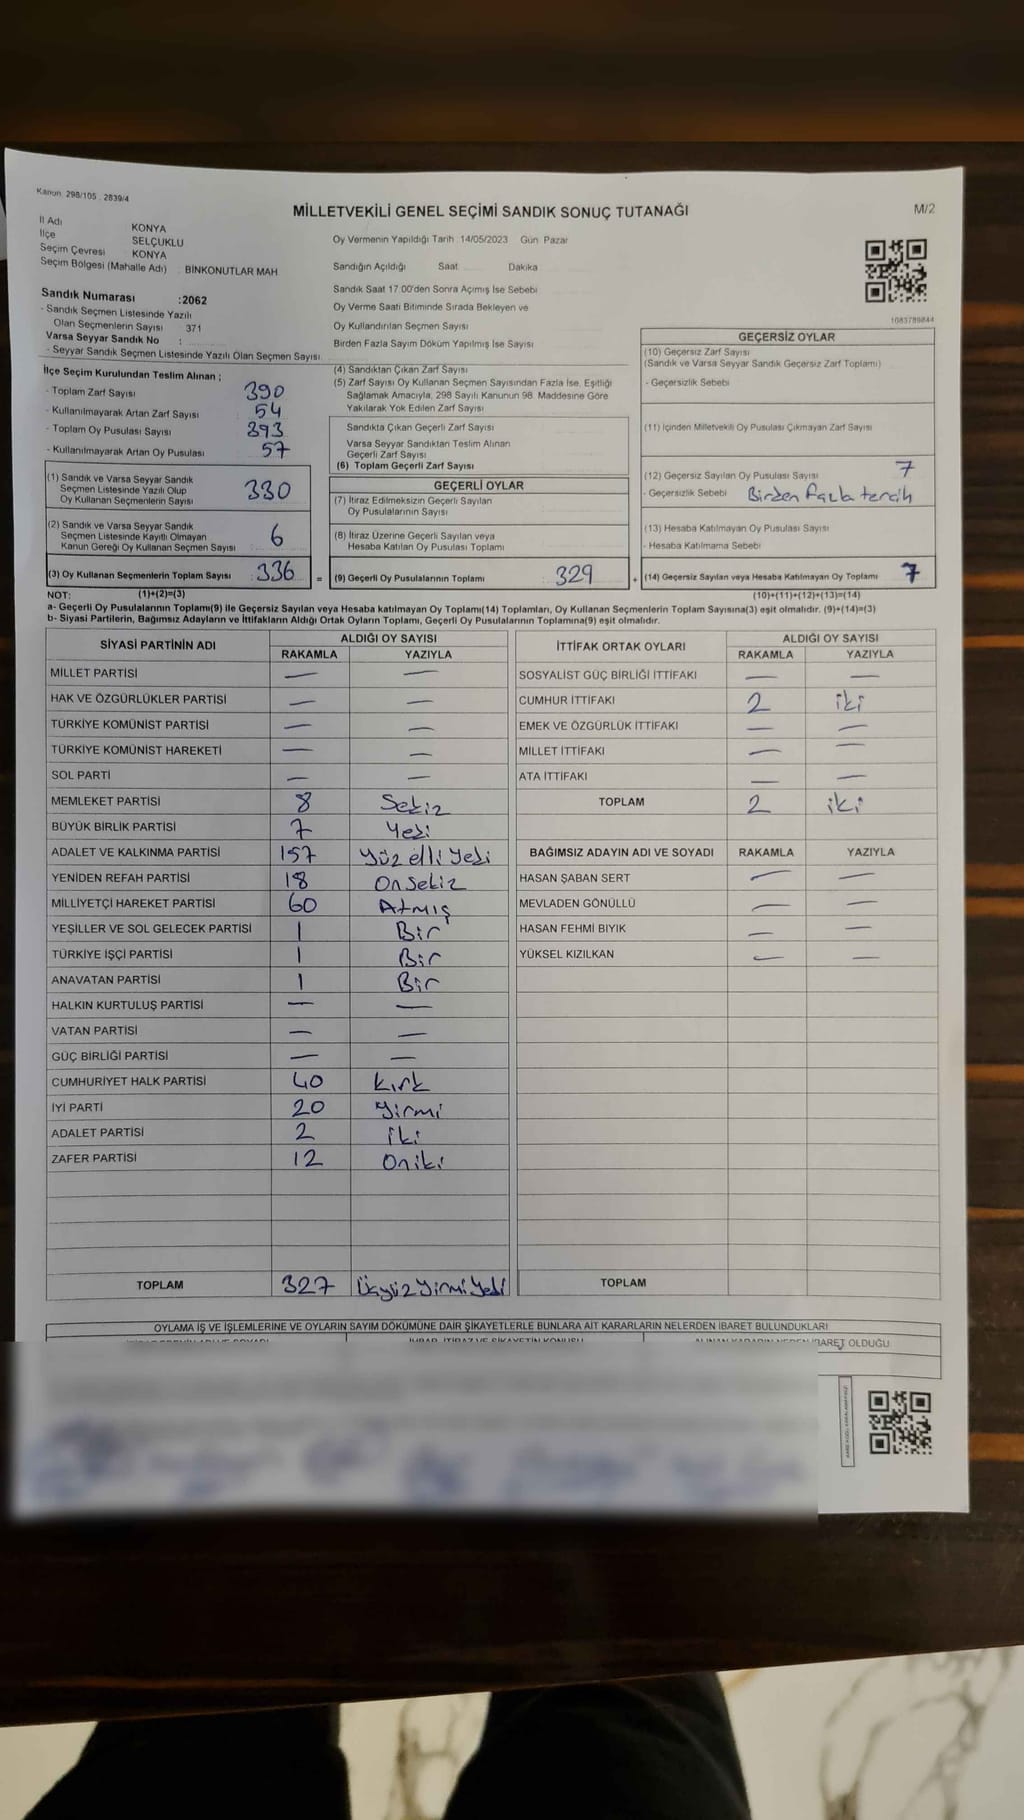 Kanun: 298/105 , 2839/4
MİLLETVEKİLİ GENEL SEÇİMİ SANDIK SONUÇ TUTANAĞI
M/2
İl Adı KONYA
İlçe SELÇUKLU
Seçim Çevresi KONYA
Seçim Bölgesi (Mahalle Adı) : BİNKONUTLAR MAH
Sandık Numarası :2062
- Sandık Seçmen Listesinde Yazılı
Olan Seçmenlerin Sayısı 371
Varsa Seyyar Sandık No :
- Seyyar Sandık Seçmen Listesinde Yazılı Olan Seçmen Sayısı
Oy Vermenin Yapıldığı Tarih :14/05/2023 Gün Pazar
Sandığın Açıldığı Saat Dakika
Sandık Saat 17.00'den Sonra Açılmış İse Sebebi
Oy Verme Saati Bitiminde Sırada Bekleyen ve
Oy Kullandırılan Seçmen Sayısı
Birden Fazla Sayım Döküm Yapılmış İse Sayısı
1083789844
İlçe Seçim Kurulundan Teslim Alınan ;
- Toplam Zarf Sayısı 390
- Kullanılmayarak Artan Zarf Sayısı 54
- Toplam Oy Pusulası Sayısı 393
- Kullanılmayarak Artan Oy Pusulası 57
(1) Sandık ve Varsa Seyyar Sandık
Seçmen Listesinde Yazılı Olup
Oy Kullanan Seçmenlerin Sayısı 330
(2) Sandık ve Varsa Seyyar Sandık
Seçmen Listesinde Kayıtlı Olmayan
Kanun Gereği Oy Kullanan Seçmen Sayısı 6
(3) Oy Kullanan Seçmenlerin Toplam Sayısı : 336 =
(4) Sandıktan Çıkan Zarf Sayısı
(5) Zarf Sayısı Oy Kullanan Seçmen Sayısından Fazla İse, Eşitliği
Sağlamak Amacıyla, 298 Sayılı Kanunun 98. Maddesine Göre
Yakılarak Yok Edilen Zarf Sayısı
Sandıkta Çıkan Geçerli Zarf Sayısı
Varsa Seyyar Sandıktan Teslim Alınan
Geçerli Zarf Sayısı
(6) Toplam Geçerli Zarf Sayısı
GEÇERLİ OYLAR
(7) İtiraz Edilmeksizin Geçerli Sayılan
Oy Pusulalarının Sayısı
(8) İtiraz Üzerine Geçerli Sayılan veya
Hesaba Katılan Oy Pusulası Toplamı
(9) Geçerli Oy Pusulalarının Toplamı : 329 +
GEÇERSİZ OYLAR
(10) Geçersiz Zarf Sayısı
(Sandık ve Varsa Seyyar Sandık Geçersiz Zarf Toplamı)
- Geçersizlik Sebebi
(11) İçinden Milletvekili Oy Pusulası Çıkmayan Zarf Sayısı
(12) Geçersiz Sayılan Oy Pusulası Sayısı 7
- Geçersizlik Sebebi Birden fazla tercih
(13) Hesaba Katılmayan Oy Pusulası Sayısı
- Hesaba Katılmama Sebebi
(14) Geçersiz Sayılan veya Hesaba Katılmayan Oy Toplamı : 7
NOT: (1)+(2)=(3) (10)+(11)+(12)+(13)=(14)
a- Geçerli Oy Pusulalarının Toplamı(9) ile Geçersiz Sayılan veya Hesaba katılmayan Oy Toplamı(14) Toplamları, Oy Kullanan Seçmenlerin Toplam Sayısına(3) eşit olmalıdır. (9)+(14)=(3)
b- Siyasi Partilerin, Bağımsız Adayların ve İttifakların Aldığı Ortak Oyların Toplamı, Geçerli Oy Pusulalarının Toplamına(9) eşit olmalıdır.
SİYASİ PARTİNİN ADI ALDIĞI OY SAYISI
RAKAMLA YAZIYLA
MİLLET PARTİSİ — —
HAK VE ÖZGÜRLÜKLER PARTİSİ — —
TÜRKİYE KOMÜNİST PARTİSİ — —
TÜRKİYE KOMÜNİST HAREKETİ — —
SOL PARTİ — —
MEMLEKET PARTİSİ 8 Sekiz
BÜYÜK BİRLİK PARTİSİ 7 Yedi
ADALET VE KALKINMA PARTİSİ 157 Yüz elli Yedi
YENİDEN REFAH PARTİSİ 18 On Sekiz
MİLLİYETÇİ HAREKET PARTİSİ 60 Atmış
YEŞİLLER VE SOL GELECEK PARTİSİ 1 Bir
TÜRKİYE İŞÇİ PARTİSİ 1 Bir
ANAVATAN PARTİSİ 1 Bir
HALKIN KURTULUŞ PARTİSİ — —
VATAN PARTİSİ — —
GÜÇ BİRLİĞİ PARTİSİ — —
CUMHURİYET HALK PARTİSİ 40 Kırk
İYİ PARTİ 20 Yirmi
ADALET PARTİSİ 2 iki
ZAFER PARTİSİ 12 Oniki
TOPLAM 327 Üçyüz Yirmi Yedi
İTTİFAK ORTAK OYLARI ALDIĞI OY SAYISI
RAKAMLA YAZIYLA
SOSYALİST GÜÇ BİRLİĞİ İTTİFAKI — —
CUMHUR İTTİFAKI 2 iki
EMEK VE ÖZGÜRLÜK İTTİFAKI — —
MİLLET İTTİFAKI — —
ATA İTTİFAKI — —
TOPLAM 2 iki
BAĞIMSIZ ADAYIN ADI VE SOYADI RAKAMLA YAZIYLA
HASAN ŞABAN SERT — —
MEVLADEN GÖNÜLLÜ — —
HASAN FEHMİ BIYIK — —
YÜKSEL KIZILKAN — —
TOPLAM
OYLAMA İŞ VE İŞLEMLERİNE VE OYLARIN SAYIM DÖKÜMÜNE DAİR ŞİKAYETLERLE BUNLARA AİT KARARLARIN NELERDEN İBARET BULUNDUKLARI
OLDUĞU